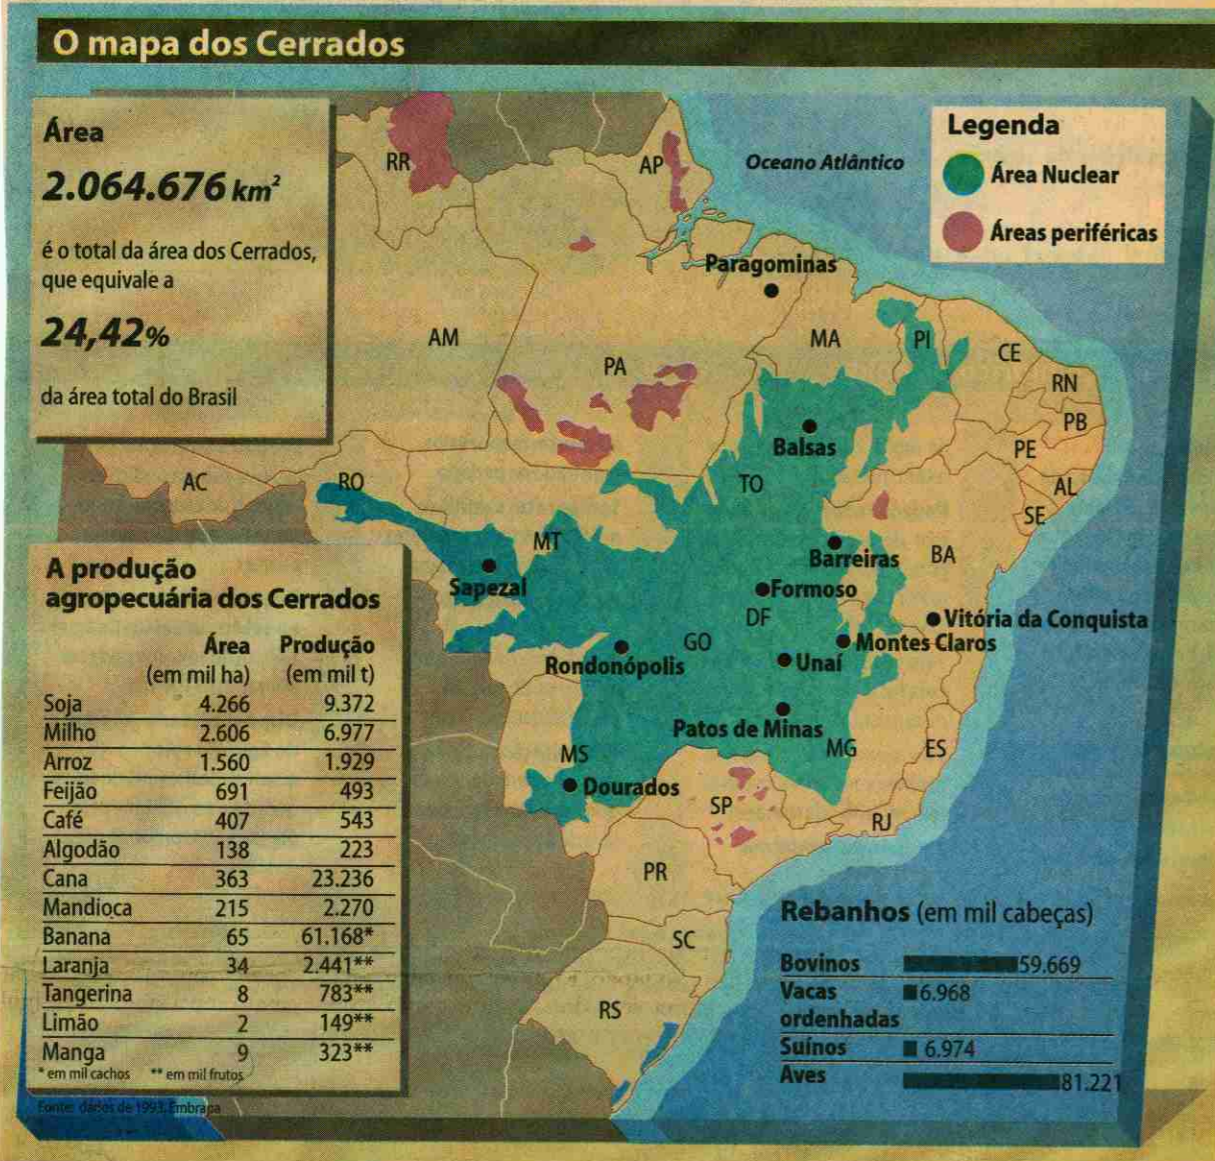 O mapa dos Cerrados
Área
2.064.676 km²
é o total da área dos Cerrados,
que equivale a
24,42%
da área total do Brasil
Legenda
Área Nuclear
Áreas periféricas
Oceano Atlântico
RR
AP
Paragominas
AM
PA
MA
PI
CE
RN
PB
PE
AL
SE
Balsas
TO
AC
RO
MT
BA
Barreiras
Sapezal
Formoso
DF
Vitória da Conquista
GO
Montes Claros
Rondonópolis
Unaí
Patos de Minas
MG
ES
MS
Dourados
SP
RJ
PR
SC
RS
A produção
agropecuária dos Cerrados
Área Produção
(em mil ha) (em mil t)
Soja 4.266 9.372
Milho 2.606 6.977
Arroz 1.560 1.929
Feijão 691 493
Café 407 543
Algodão 138 223
Cana 363 23.236
Mandioca 215 2.270
Banana 65 61.168*
Laranja 34 2.441**
Tangerina 8 783**
Limão 2 149**
Manga 9 323**
* em mil cachos ** em mil frutos
Fonte: dados de 1993, Embrapa
Rebanhos (em mil cabeças)
Bovinos 59.669
Vacas 6.968
ordenhadas
Suínos 6.974
Aves 81.221